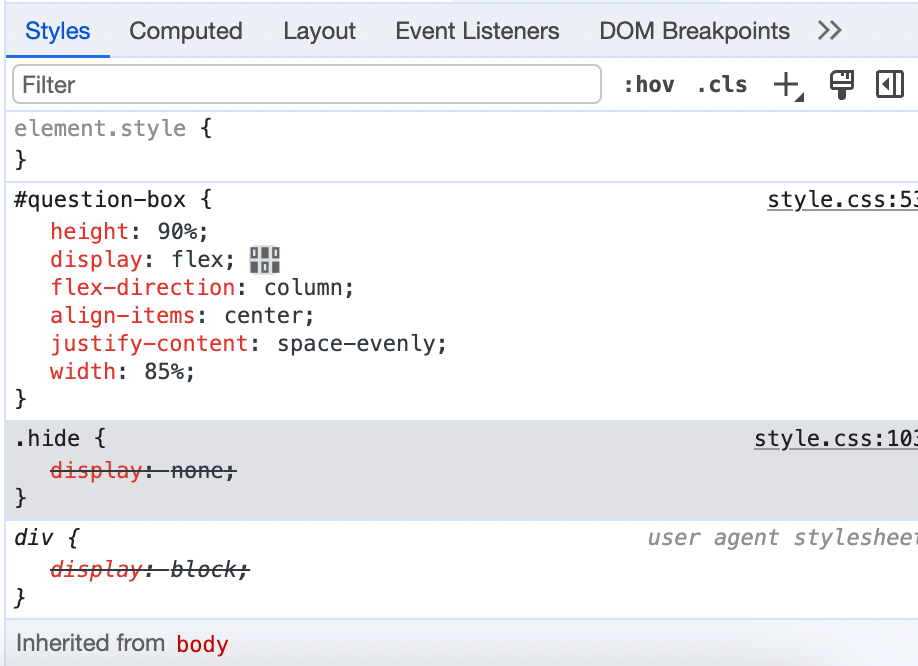 Styles Computed Layout Event Listeners DOM Breakpoints >>
Filter :hov .cls +
element.style {
}
#question-box { style.css:53
height: 90%;
display: flex;
flex-direction: column;
align-items: center;
justify-content: space-evenly;
width: 85%;
}
.hide { style.css:103
display: none;
}
div { user agent stylesheet
display: block;
}
Inherited from body